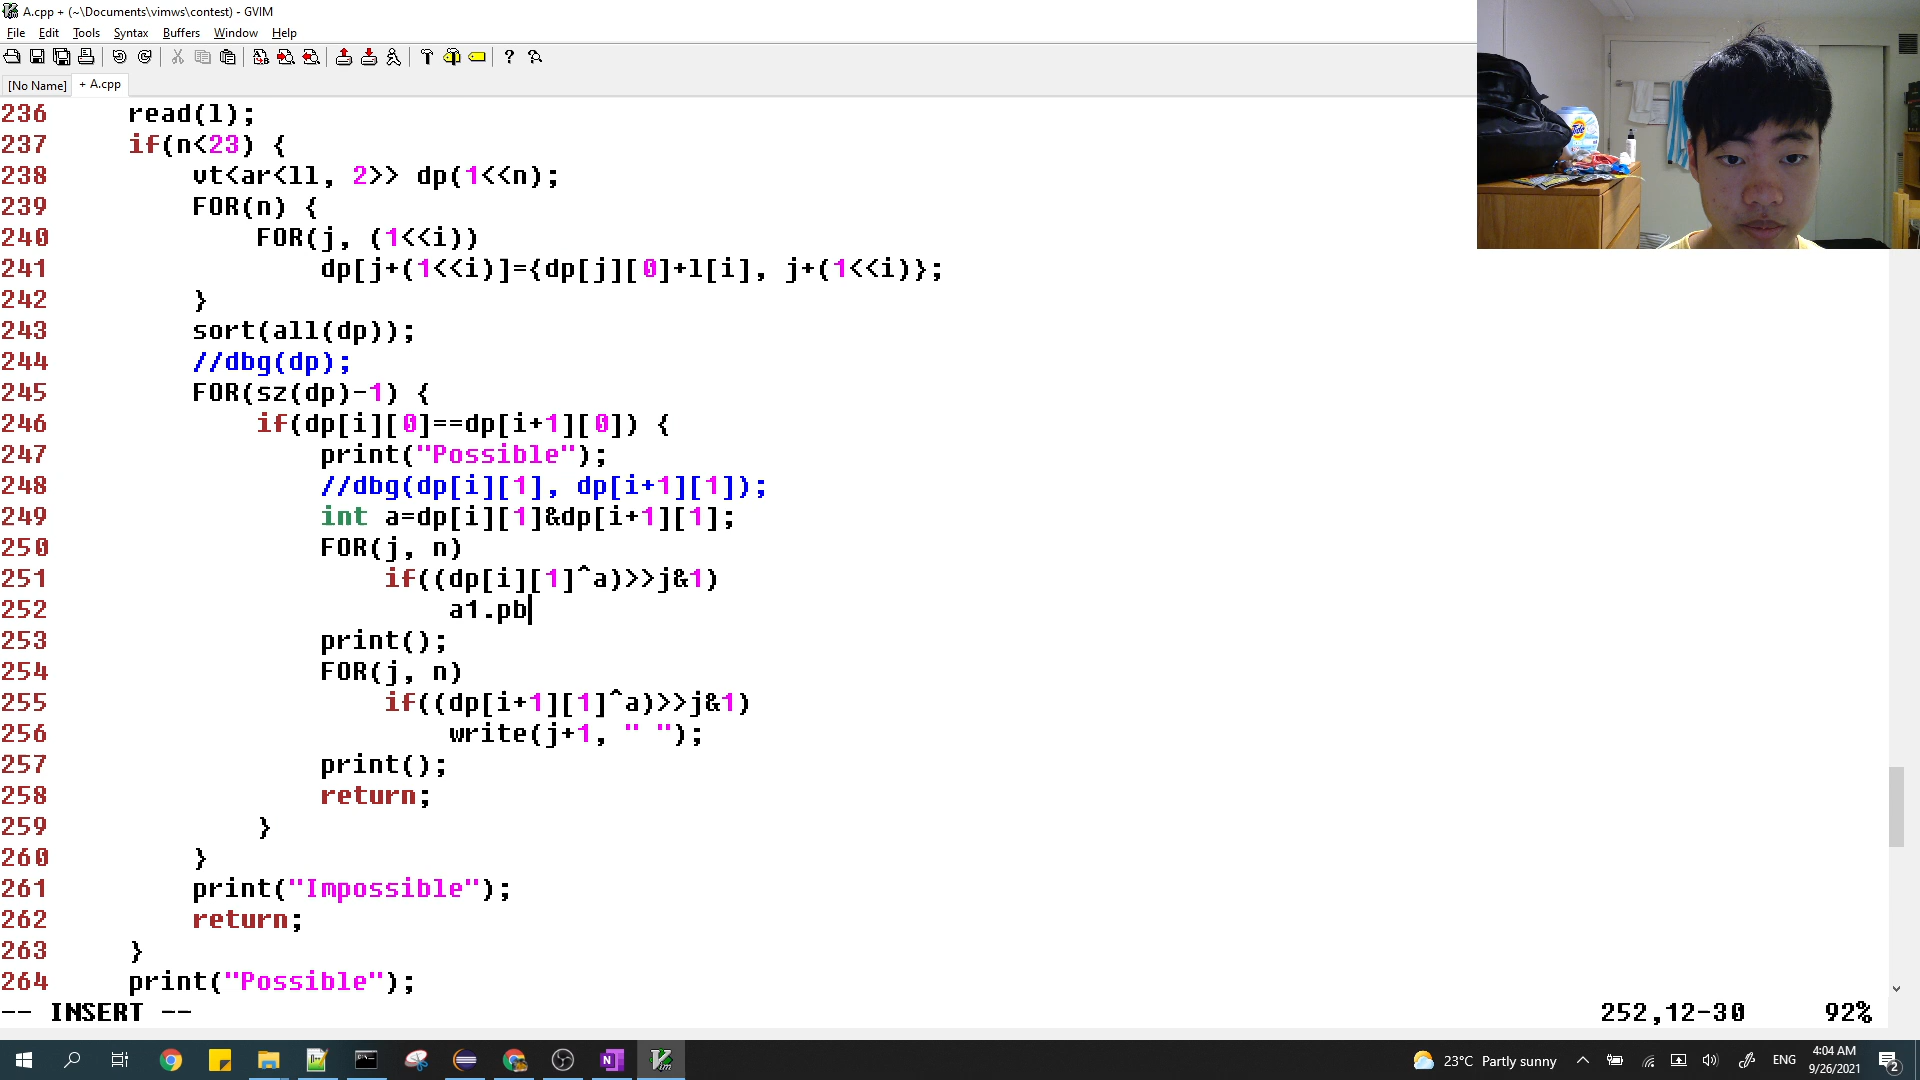 A.cpp + (~\Documents\vimws\contest) - GVIM
File Edit Tools Syntax Buffers Window Help
[No Name] + A.cpp
236 read(l);
237 if(n<23) {
238 vt<ar<ll, 2>> dp(1<<n);
239 FOR(n) {
240 FOR(j, (1<<i))
241 dp[j+(1<<i)]={dp[j][0]+l[i], j+(1<<i)};
242 }
243 sort(all(dp));
244 //dbg(dp);
245 FOR(sz(dp)-1) {
246 if(dp[i][0]==dp[i+1][0]) {
247 print("Possible");
248 //dbg(dp[i][1], dp[i+1][1]);
249 int a=dp[i][1]&dp[i+1][1];
250 FOR(j, n)
251 if((dp[i][1]^a)>>j&1)
252 a1.pb
253 print();
254 FOR(j, n)
255 if((dp[i+1][1]^a)>>j&1)
256 write(j+1, " ");
257 print();
258 return;
259 }
260 }
261 print("Impossible");
262 return;
263 }
264 print("Possible");
-- INSERT -- 252,12-30 92%
23°C Partly sunny ENG 4:04 AM
9/26/2021
2
Tide